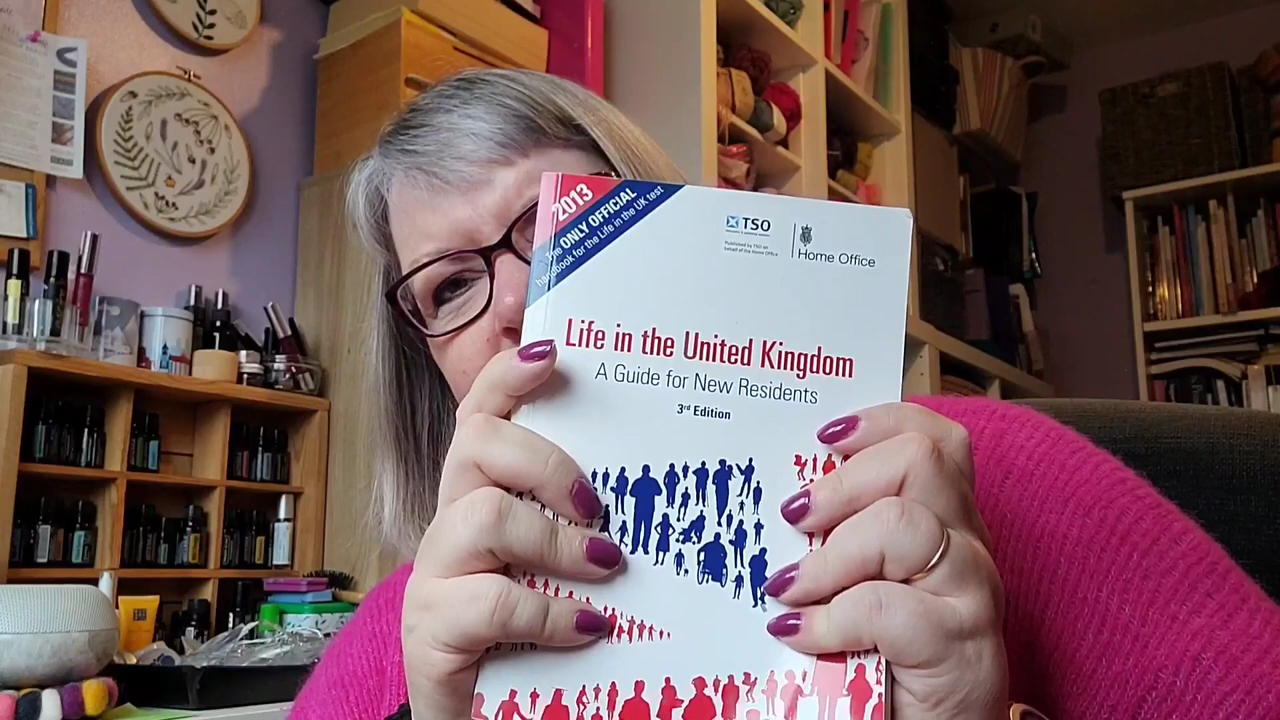 2013
The ONLY OFFICIAL
handbook for the Life in the UK test
TSO
Published by TSO on
behalf of the Home Office
Home Office
Life in the United Kingdom
A Guide for New Residents
3rd Edition